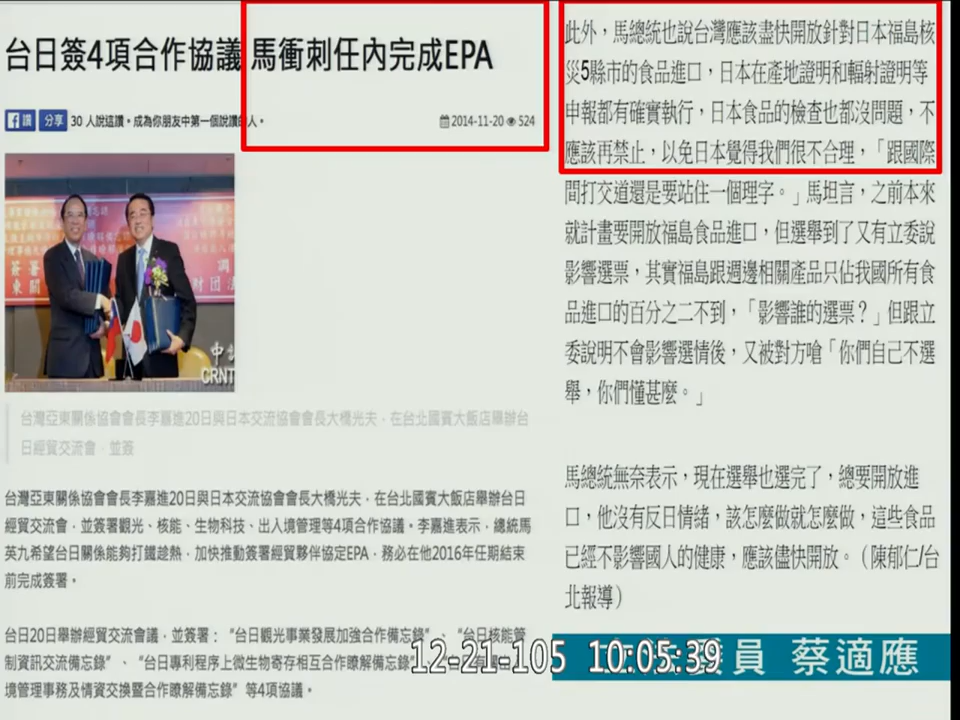 台日簽4項合作協議 馬衝刺任內完成EPA
讚 分享 30 人說這讚。成為你朋友中第一個說讚的人。
2014-11-20 524
簽署
東關
調
財團法
中評
CRNT
台灣亞東關係協會會長李嘉進20日與日本交流協會會長大橋光夫，在台北國賓大飯店舉辦台
日經貿交流會，並簽
台灣亞東關係協會會長李嘉進20日與日本交流協會會長大橋光夫，在台北國賓大飯店舉辦台日
經貿交流會，並簽署觀光、核能、生物科技、出入境管理等4項合作協議。李嘉進表示，總統馬
英九希望台日關係能夠打鐵趁熱，加快推動簽署經貿夥伴協定EPA，務必在他2016年任期結束
前完成簽署。
台日20日舉辦經貿交流會議，並簽署：“台日觀光事業發展加強合作備忘錄”、“台日核能管
制資訊交流備忘錄”、“台日專利程序上微生物寄存相互合作瞭解備忘錄”
境管理事務及情資交換暨合作瞭解備忘錄”等4項協議。
此外，馬總統也說台灣應該盡快開放針對日本福島核
災5縣市的食品進口，日本在產地證明和輻射證明等
申報都有確實執行，日本食品的檢查也都沒問題，不
應該再禁止，以免日本覺得我們很不合理，「跟國際
間打交道還是要站住一個理字。」馬坦言，之前本來
就計畫要開放福島食品進口，但選舉到了又有立委說
影響選票，其實福島跟週邊相關產品只佔我國所有食
品進口的百分之二不到，「影響誰的選票？」但跟立
委說明不會影響選情後，又被對方嗆「你們自己不選
舉，你們懂甚麼。」
馬總統無奈表示，現在選舉也選完了，總要開放進
口，他沒有反日情緒，該怎麼做就怎麼做，這些食品
已經不影響國人的健康，應該儘快開放。（陳郁仁/台
北報導）
12-21-105 10:05:39
員 蔡適應